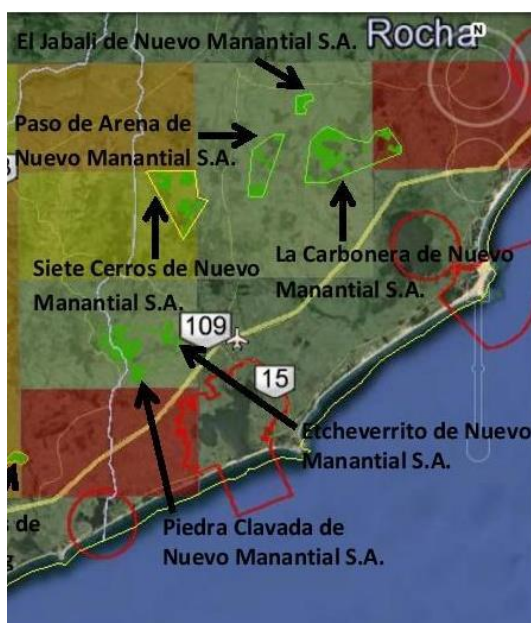 El Jabali de Nuevo Manantial S.A.
Rocha
N
Paso de Arena de
Nuevo Manantial S.A.
La Carbonera de Nuevo
Manantial S.A.
Siete Cerros de Nuevo
Manantial S.A.
109
15
Etcheverrito de Nuevo
Manantial S.A.
s de
g
Piedra Clavada de
Nuevo Manantial S.A.